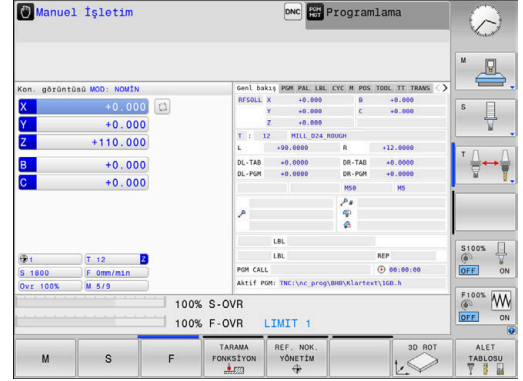 Manuel İşletim
DNC
PGM MGT
Programlama
Kon. görüntüsü MOD: NOMİN
X +0.000
Y +0.000
Z +110.000
B +0.000
C +0.000
1
T 12 Z
S 1800 F 0mm/min
Ovr 100% M 5/9
Genl bakış PGM PAL LBL CYC M POS TOOL TT TRANS
RFSOLL X +0.000 B +0.000
Y +0.000 C +0.000
Z +0.000
T : 12 MILL_D24_ROUGH
L +90.0000 R +12.0000
DL-TAB +0.0000 DR-TAB +0.0000
DL-PGM +0.0000 DR-PGM +0.0000
M50 M5
P #
P
LBL
LBL REP
PGM CALL 00:00:00
Aktif PGM: TNC:\nc_prog\BHB\Klartext\1GB.h
100% S-OVR
100% F-OVR LIMIT 1
M
S
T
S100%
OFF ON
F100%
OFF ON
M
S
F
TARAMA FONKSİYON
REF. NOK. YÖNETİM
3D ROT
ALET TABLOSU